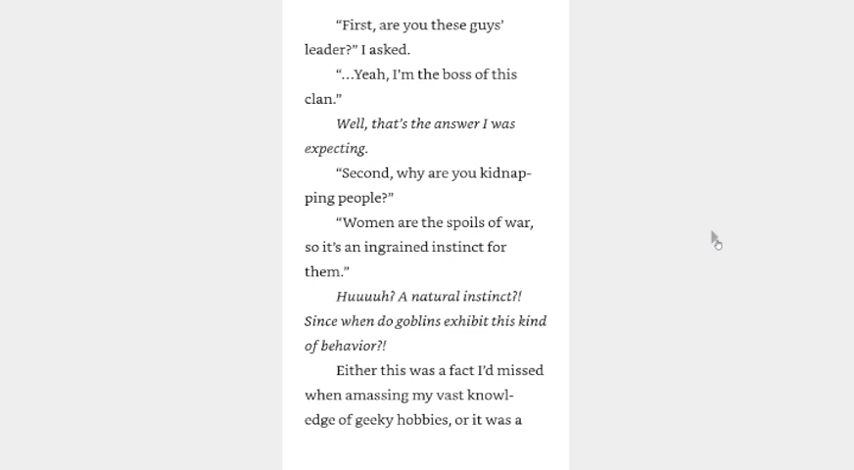 “First, are you these guys’
leader?” I asked.
“…Yeah, I’m the boss of this
clan.”
Well, that’s the answer I was
expecting.
“Second, why are you kidnap-
ping people?”
“Women are the spoils of war,
so it’s an ingrained instinct for
them.”
Huuuuh? A natural instinct?!
Since when do goblins exhibit this kind
of behavior?!
Either this was a fact I’d missed
when amassing my vast knowl-
edge of geeky hobbies, or it was a